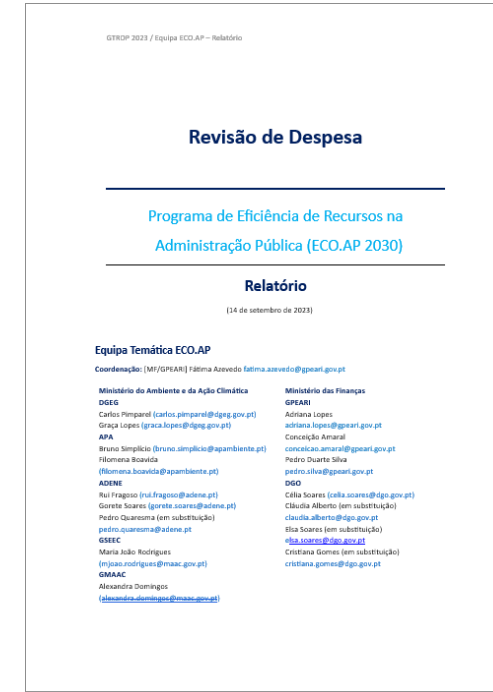 GTROP 2023 / Equipa ECO.AP – Relatório
Revisão de Despesa
Programa de Eficiência de Recursos na
Administração Pública (ECO.AP 2030)
Relatório
(14 de setembro de 2023)
Equipa Temática ECO.AP
Coordenação: [MF/GPEARI] Fátima Azevedo fatima.azevedo@gpeari.gov.pt
Ministério do Ambiente e da Ação Climática
DGEG
Carlos Pimparel (carlos.pimparel@dgeg.gov.pt)
Graça Lopes (graca.lopes@dgeg.gov.pt)
APA
Bruno Simplício (bruno.simplicio@apambiente.pt)
Filomena Boavida
(filomena.boavida@apambiente.pt)
ADENE
Rui Fragoso (rui.fragoso@adene.pt)
Gorete Soares (gorete.soares@adene.pt)
Pedro Quaresma (em substituição)
pedro.quaresma@adene.pt
GSEEC
Maria João Rodrigues
(mjoao.rodrigues@maac.gov.pt)
GMAAC
Alexandra Domingos
(alexandra.domingos@maac.gov.pt)
Ministério das Finanças
GPEARI
Adriana Lopes
adriana.lopes@gpeari.gov.pt
Conceição Amaral
conceicao.amaral@gpeari.gov.pt
Pedro Duarte Silva
pedro.silva@gpeari.gov.pt
DGO
Célia Soares (celia.soares@dgo.gov.pt)
Cláudia Alberto (em substituição)
claudia.alberto@dgo.gov.pt
Elsa Soares (em substituição)
elsa.soares@dgo.gov.pt
Cristiana Gomes (em substituição)
cristiana.gomes@dgo.gov.pt